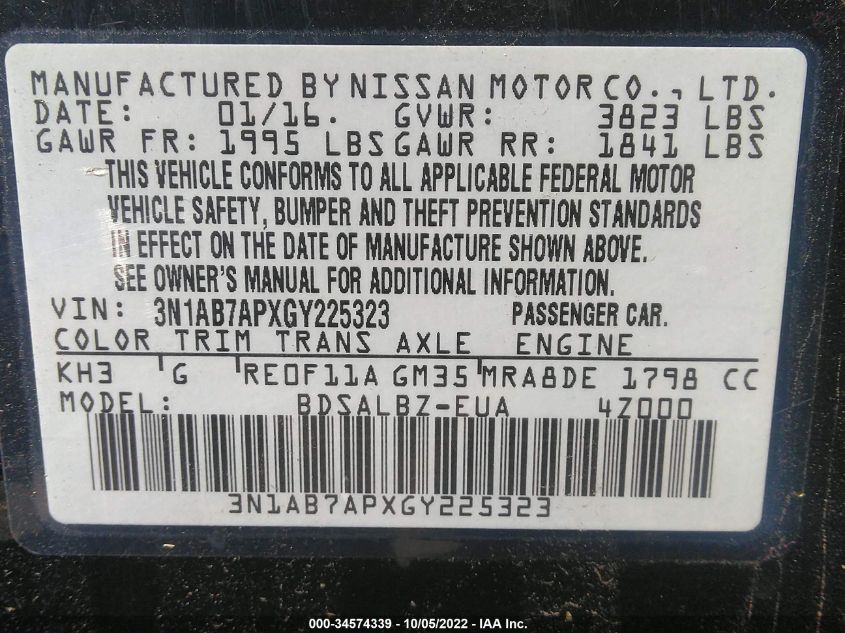 MANUFACTURED BY NISSAN MOTOR CO., LTD.
DATE: 01/16. GVWR: 3823 LBS
GAWR FR: 1995 LBS GAWR RR: 1841 LBS
THIS VEHICLE CONFORMS TO ALL APPLICABLE FEDERAL MOTOR
VEHICLE SAFETY, BUMPER AND THEFT PREVENTION STANDARDS
IN EFFECT ON THE DATE OF MANUFACTURE SHOWN ABOVE.
SEE OWNER'S MANUAL FOR ADDITIONAL INFORMATION.
VIN: 3N1AB7APXGY225323 PASSENGER CAR.
COLOR TRIM TRANS AXLE ENGINE
KH3 G RE0F11A GM35 MRA8DE 1798 CC
MODEL: BDSALBZ-EUA 4Z000
3N1AB7APXGY225323
000-34574339 - 10/05/2022 - IAA Inc.